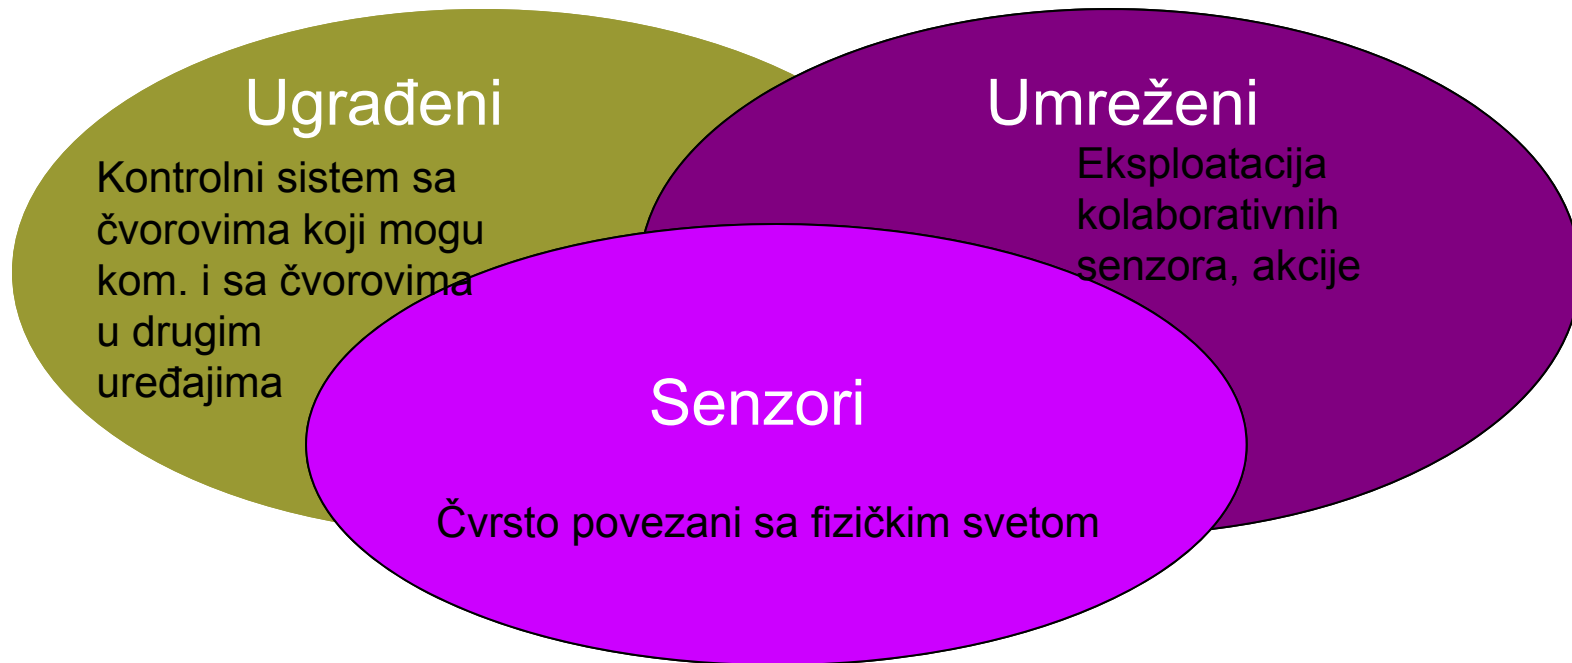 Ugrađeni
Kontrolni sistem sa
čvorovima koji mogu
kom. i sa čvorovima
u drugim
uređajima
Umreženi
Eksploatacija
kolaborativnih
senzora, akcije
Senzori
Čvrsto povezani sa fizičkim svetom